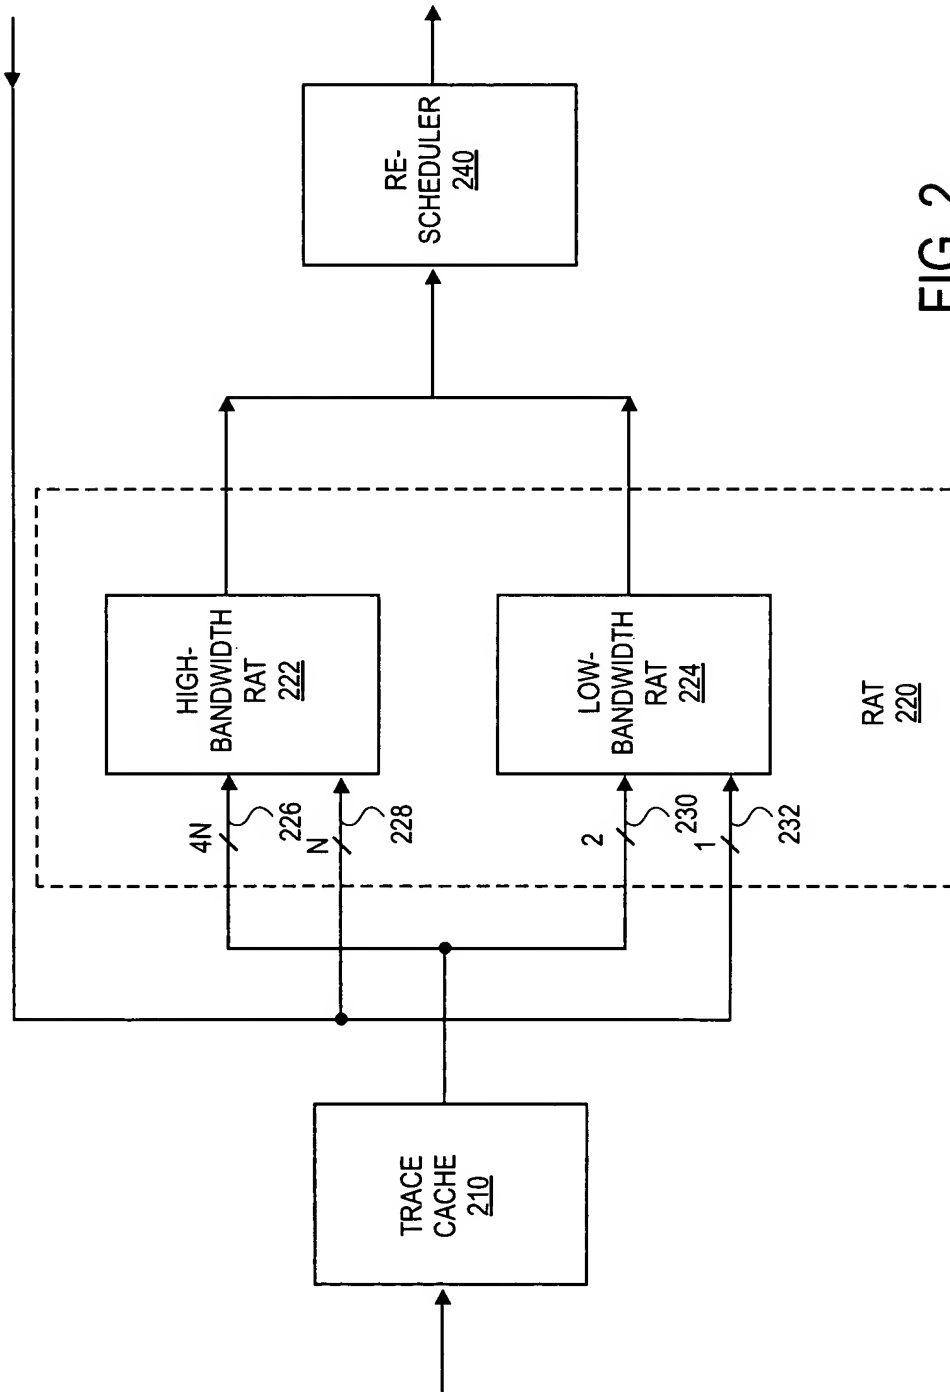 TRACE
CACHE
210
4N
226
N
228
2
230
1
232
HIGH-
BANDWIDTH
RAT
222
LOW-
BANDWIDTH
RAT
224
RAT
220
RE-
SCHEDULER
240
FIG. 2